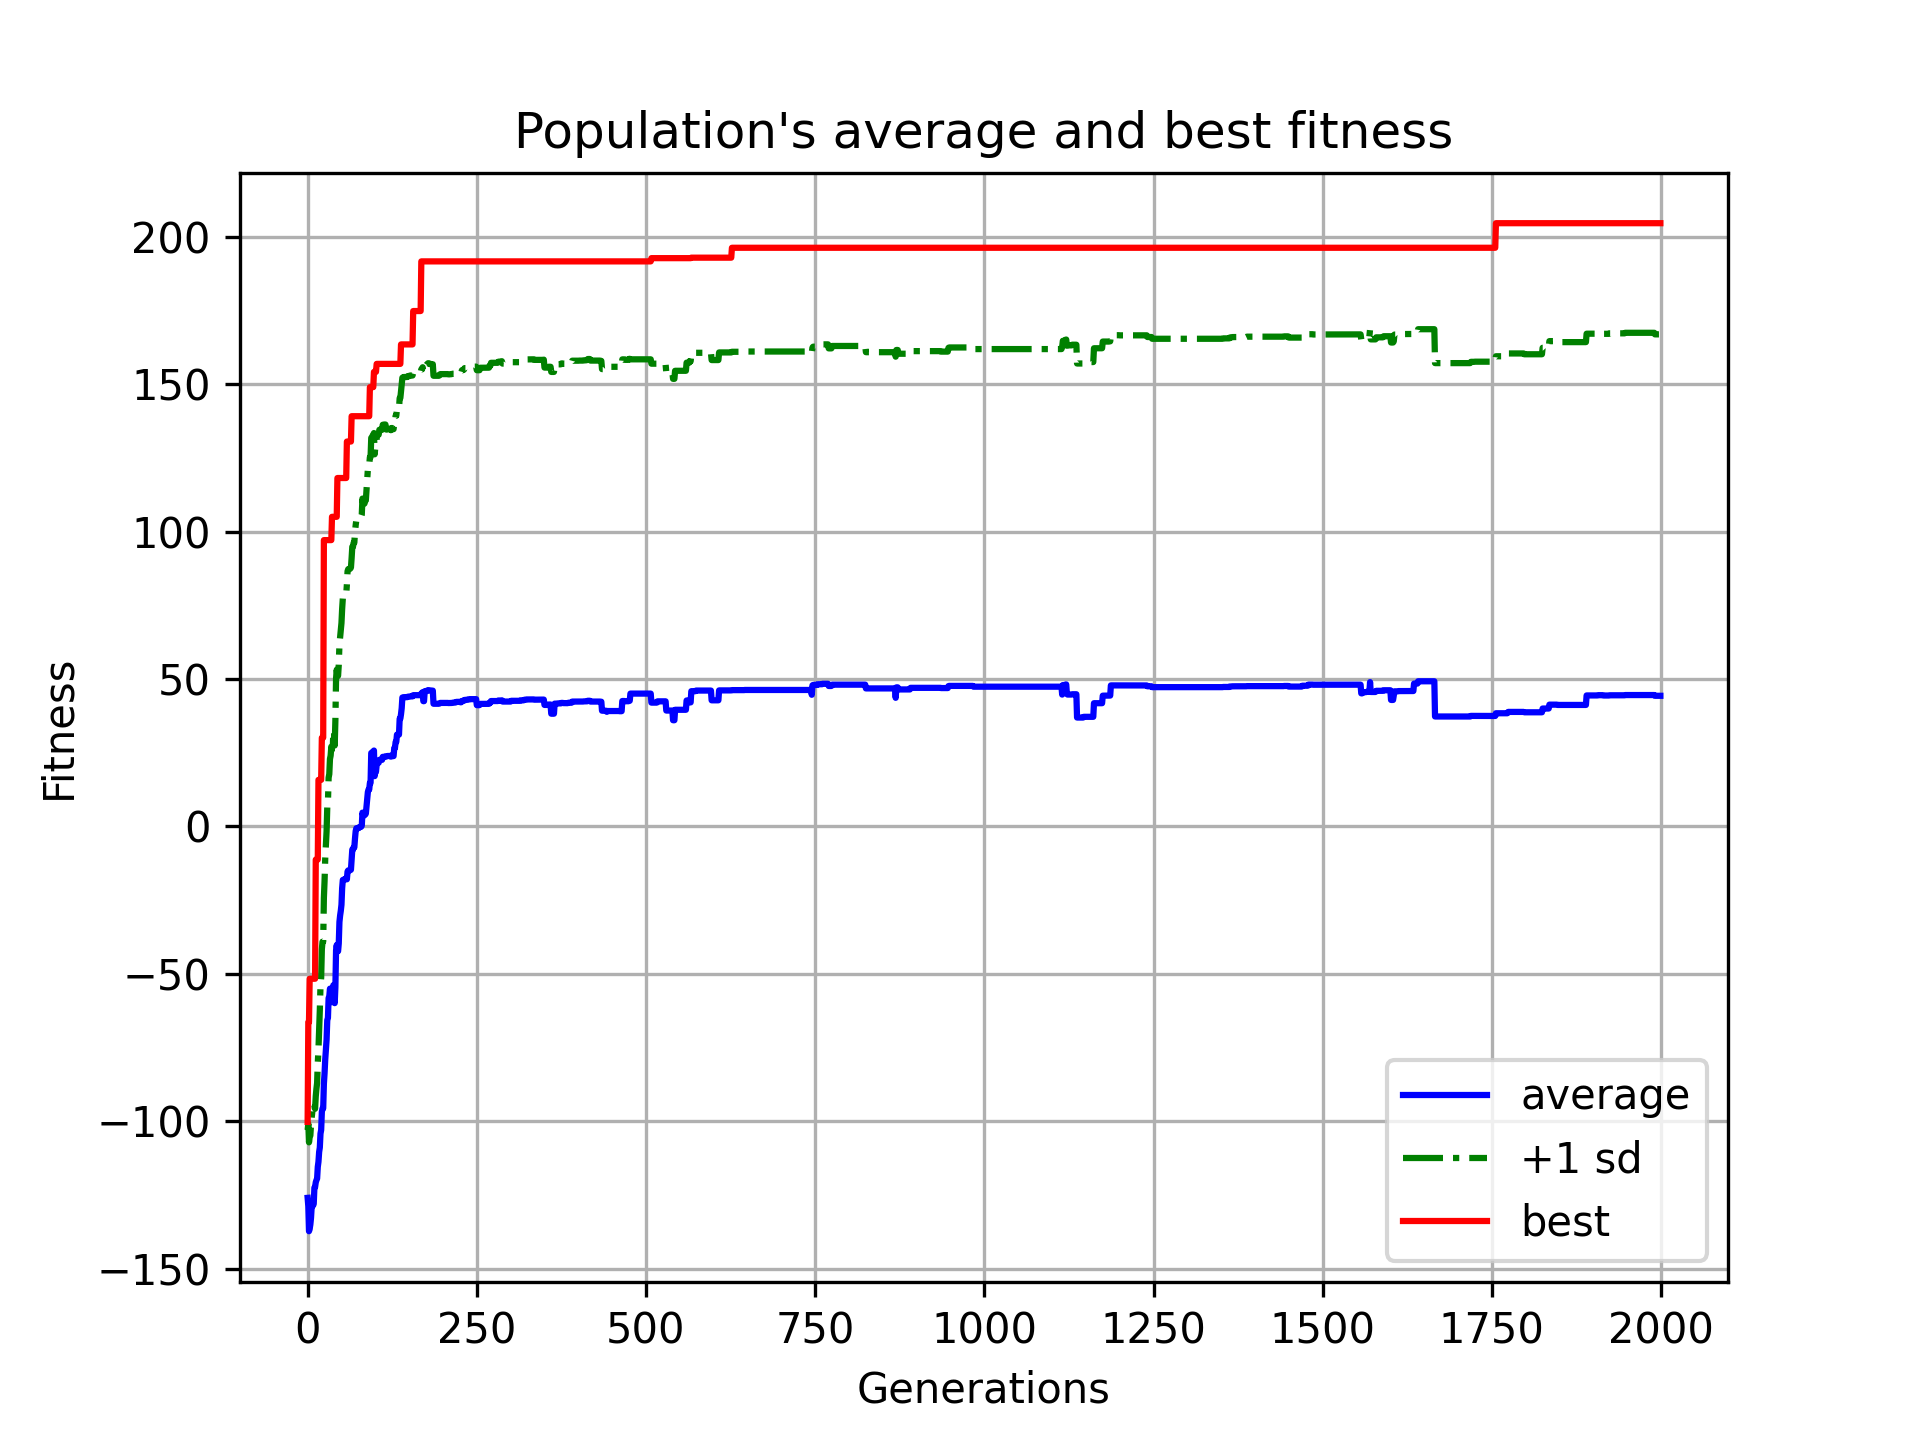 Population's average and best fitness
Fitness
200
150
100
50
0
−50
−100
−150
0 250 500 750 1000 1250 1500 1750 2000
Generations
average
+1 sd
best